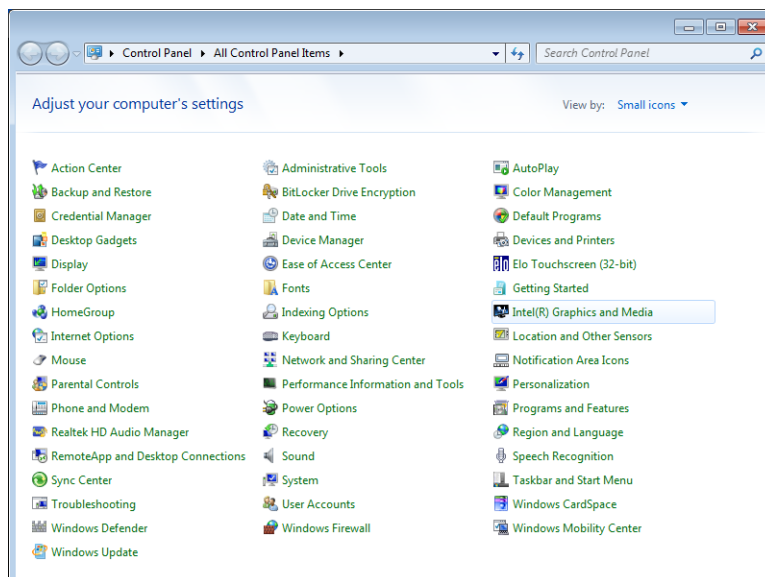 Control Panel All Control Panel Items Search Control Panel
Adjust your computer's settings View by: Small icons
Action Center Administrative Tools AutoPlay
Backup and Restore BitLocker Drive Encryption Color Management
Credential Manager Date and Time Default Programs
Desktop Gadgets Device Manager Devices and Printers
Display Ease of Access Center Elo Touchscreen (32-bit)
Folder Options Fonts Getting Started
HomeGroup Indexing Options Intel(R) Graphics and Media
Internet Options Keyboard Location and Other Sensors
Mouse Network and Sharing Center Notification Area Icons
Parental Controls Performance Information and Tools Personalization
Phone and Modem Power Options Programs and Features
Realtek HD Audio Manager Recovery Region and Language
RemoteApp and Desktop Connections Sound Speech Recognition
Sync Center System Taskbar and Start Menu
Troubleshooting User Accounts Windows CardSpace
Windows Defender Windows Firewall Windows Mobility Center
Windows Update